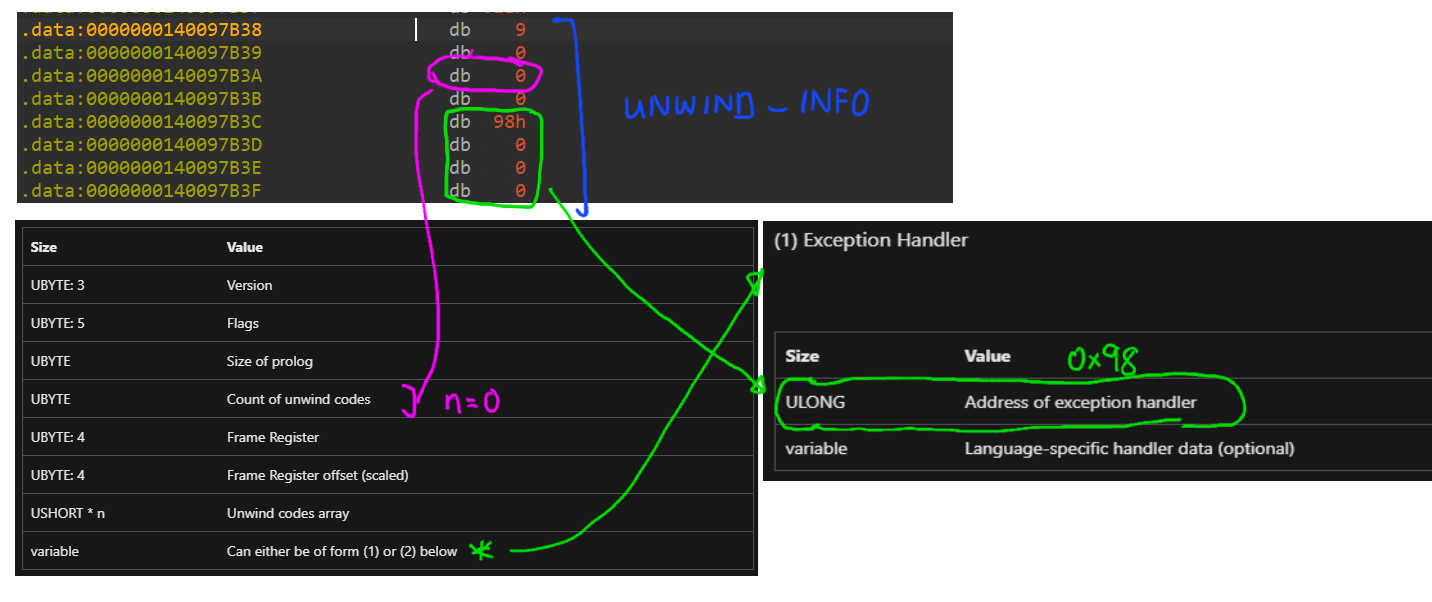 .data:0000000140097B38 db 9
.data:0000000140097B39 db 0
.data:0000000140097B3A db 0
.data:0000000140097B3B db 0
.data:0000000140097B3C db 98h
.data:0000000140097B3D db 0
.data:0000000140097B3E db 0
.data:0000000140097B3F db 0
UNWIND_INFO
Size Value
UBYTE: 3 Version
UBYTE: 5 Flags
UBYTE Size of prolog
UBYTE Count of unwind codes
n=0
UBYTE: 4 Frame Register
UBYTE: 4 Frame Register offset (scaled)
USHORT * n Unwind codes array
variable Can either be of form (1) or (2) below *
(1) Exception Handler
Size Value 0x98
ULONG Address of exception handler
variable Language-specific handler data (optional)